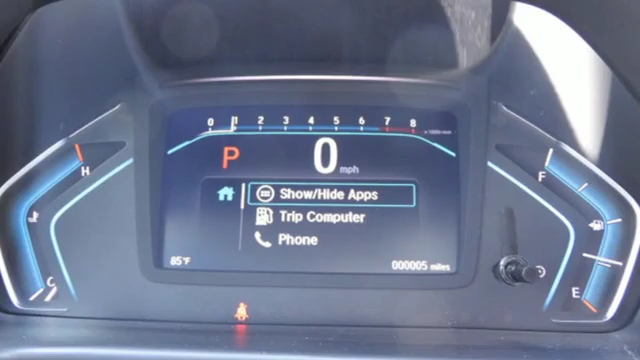 0 1 2 3 4 5 6 7 8
x 1000r/min
P 0 mph
H
F
Show/Hide Apps
Trip Computer
Phone
C
E
85°F
000005 miles